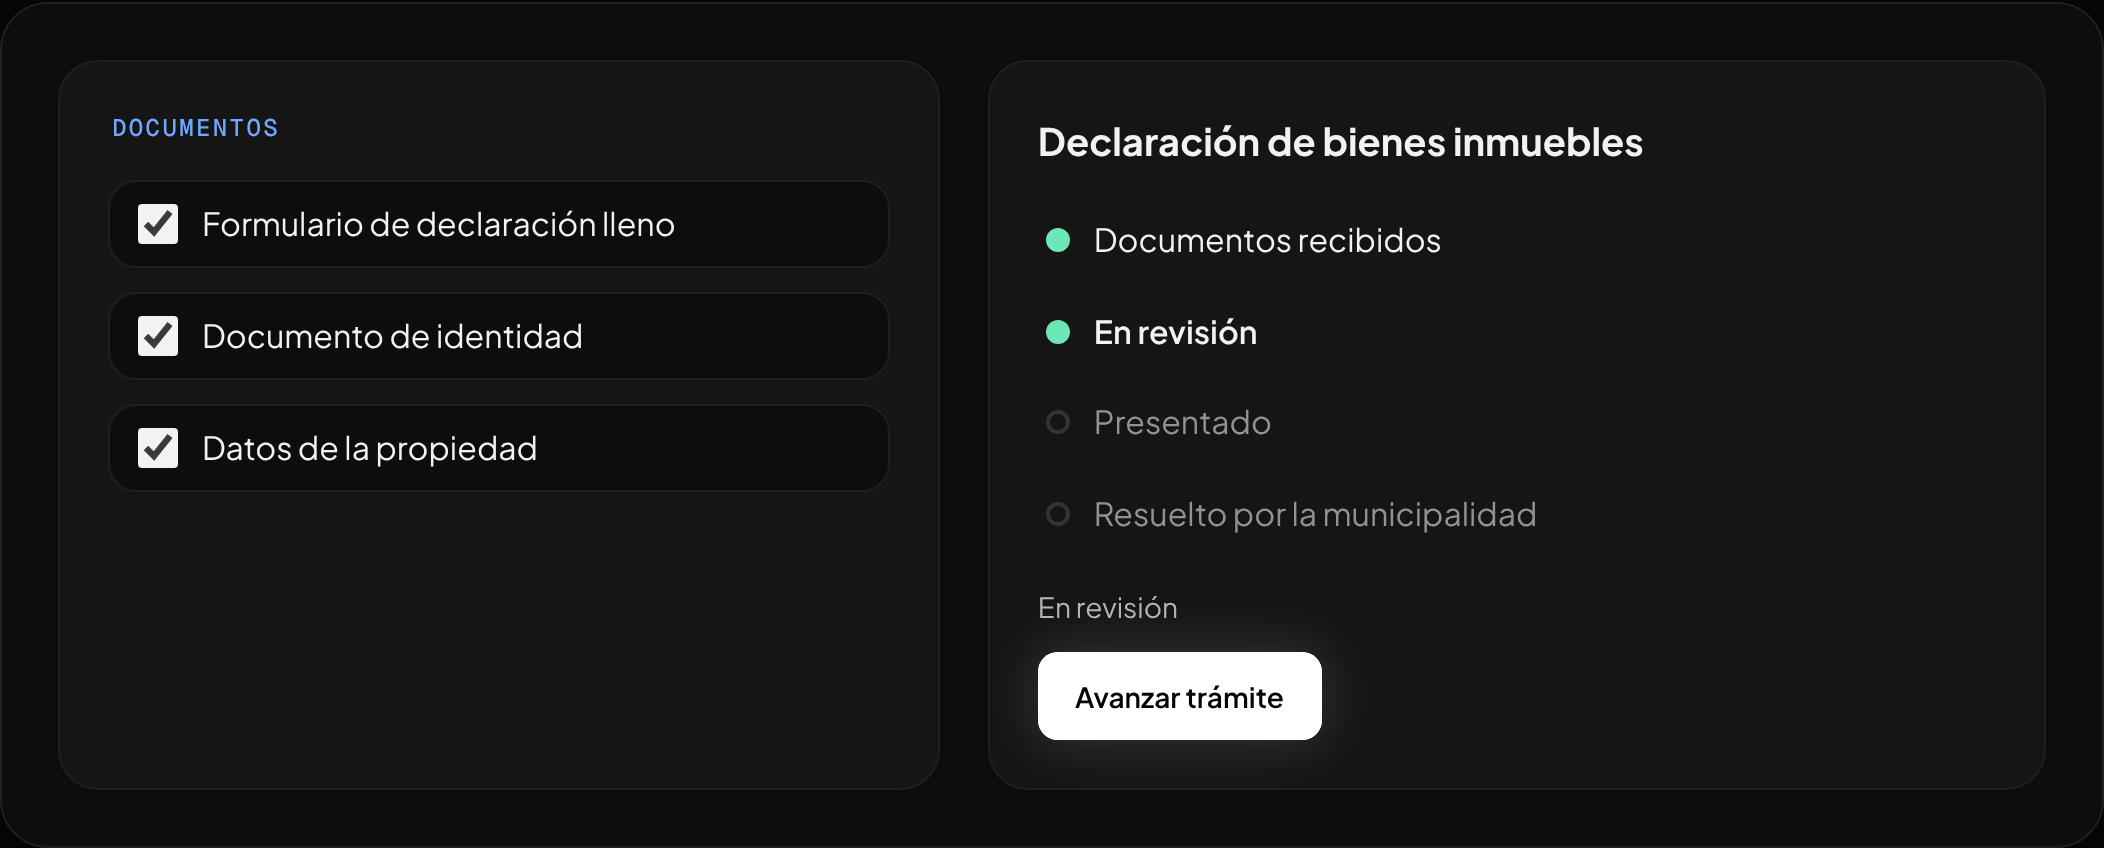 DOCUMENTOS
Formulario de declaración lleno
Documento de identidad
Datos de la propiedad
Declaración de bienes inmuebles
Documentos recibidos
En revisión
Presentado
Resuelto por la municipalidad
En revisión
Avanzar trámite